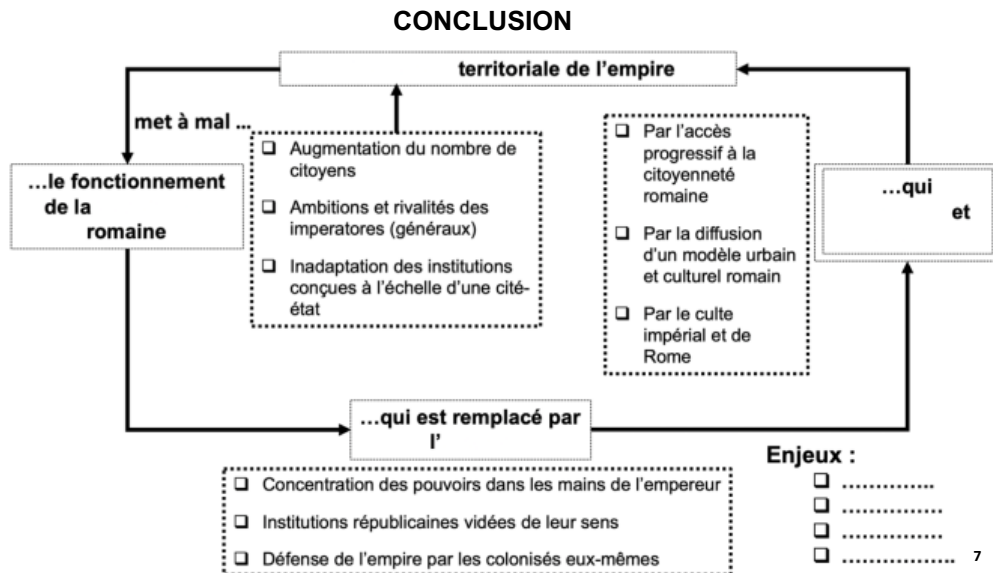 CONCLUSION
territoriale de l'empire
met à mal ...
...le fonctionnement
de la
romaine
❑ Augmentation du nombre de
citoyens
❑ Ambitions et rivalités des
imperatores (généraux)
❑ Inadaptation des institutions
conçues à l'échelle d'une cité-
état
❑ Par l'accès
progressif à la
citoyenneté
romaine
❑ Par la diffusion
d'un modèle urbain
et culturel romain
❑ Par le culte
impérial et de
Rome
...qui
et
...qui est remplacé par
l'
❑ Concentration des pouvoirs dans les mains de l'empereur
❑ Institutions républicaines vidées de leur sens
❑ Défense de l'empire par les colonisés eux-mêmes
Enjeux :
❑ .............
❑ ..............
❑ ..............
❑ ................
7